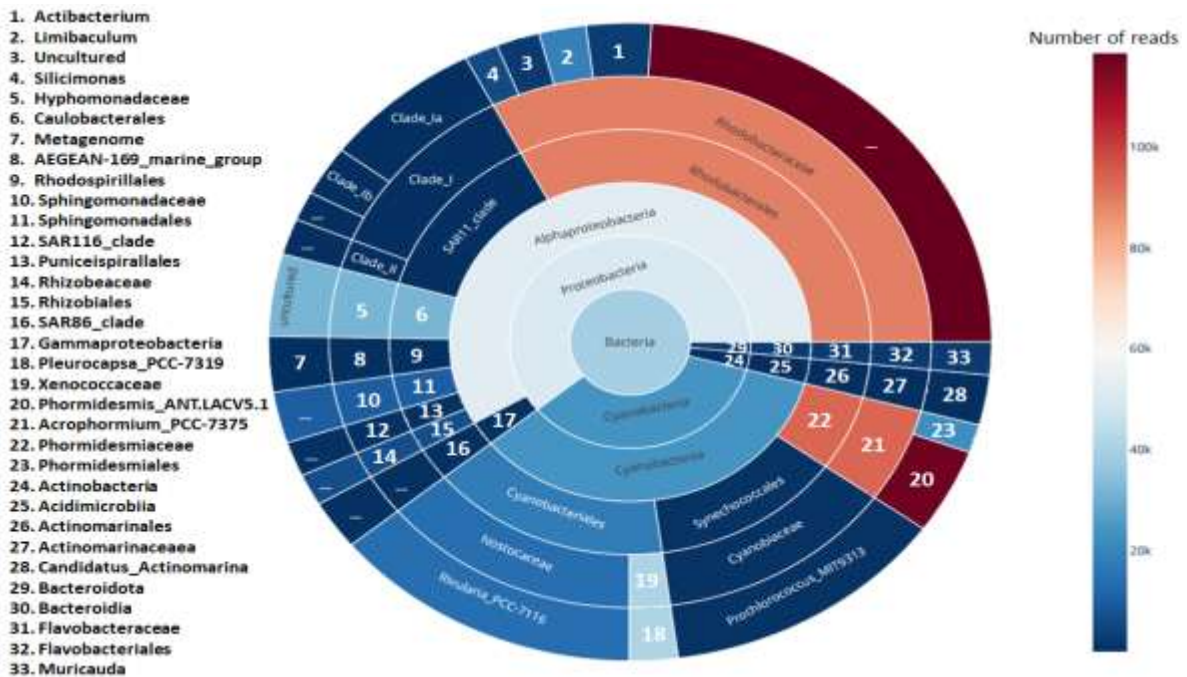 1. Actibacterium
2. Limibaculum
3. Uncultured
4. Silicimonas
5. Hyphomonadaceae
6. Caulobacterales
7. Metagenome
8. AEGEAN-169_marine_group
9. Rhodospirillales
10. Sphingomonadaceae
11. Sphingomonadales
12. SAR116_clade
13. Puniceispirallales
14. Rhizobeaceae
15. Rhizobiales
16. SAR86_clade
17. Gammaproteobacteria
18. Pleurocapsa_PCC-7319
19. Xenococcaceae
20. Phormidesmis_ANT.LACV5.1
21. Acrophormium_PCC-7375
22. Phormidesmiaceae
23. Phormidesmiales
24. Actinobacteria
25. Acidimicrobiia
26. Actinomarinales
27. Actinomarinaceaea
28. Candidatus_Actinomarina
29. Bacteroidota
30. Bacteroidia
31. Flavobacteraceae
32. Flavobacteriales
33. Muricauda
4 3 2 1
Clade_Ia
Clade_Ib
Clade_I
Clade_II
SAR11_clade
Rhodobacteraceae
Rhodobacterales
Alphaproteobacteria
Proteobacteria
Bacteria
uncultured
5 6
7 8 9
10 11
12 13
14 15
16 17
29 30 31 32 33
24 25 26 27 28
22 21 23
20
Cyanobacteria
Cyanobacteriia
Cyanobacteriales
Nostocaceae
Rivularia_PCC-7116
19
18
Synechococcales
Cyanobiaceae
Prochlorococcus_MIT9313
Number of reads
100k
80k
60k
40k
20k